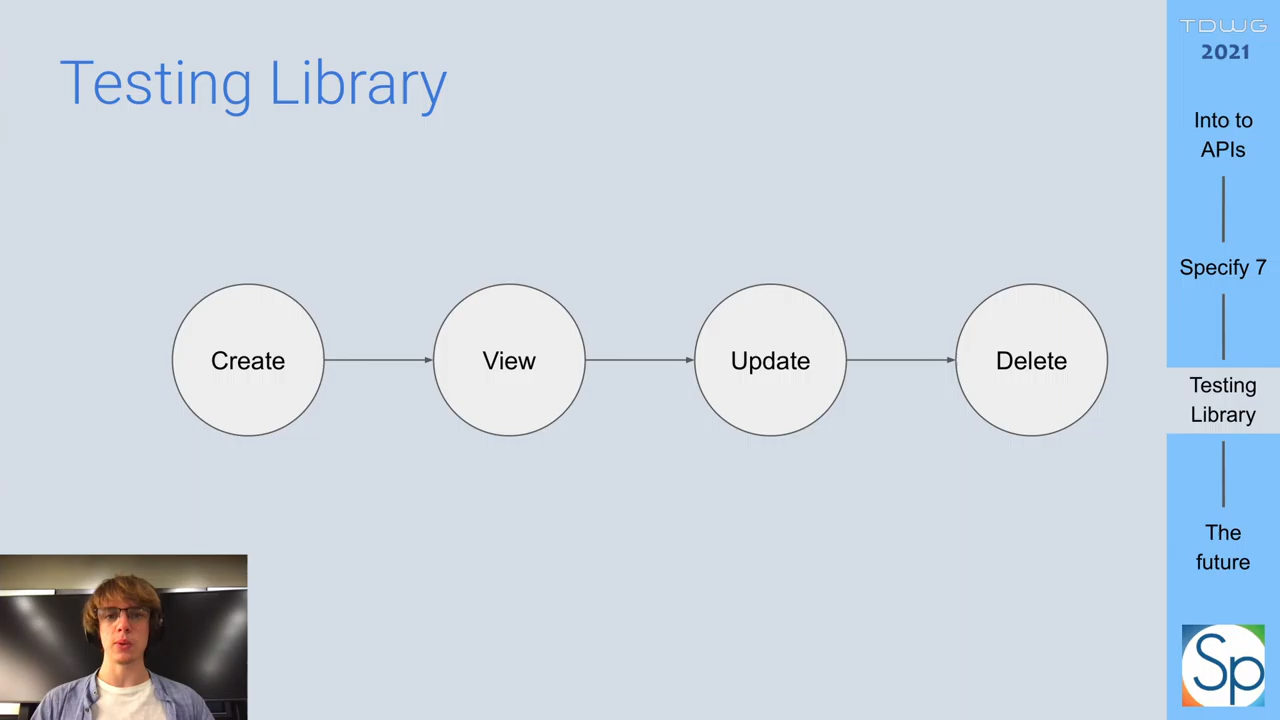 Testing Library
Create
View
Update
Delete
TDWG
2021
Into to
APIs
Specify 7
Testing
Library
The
future
Sp